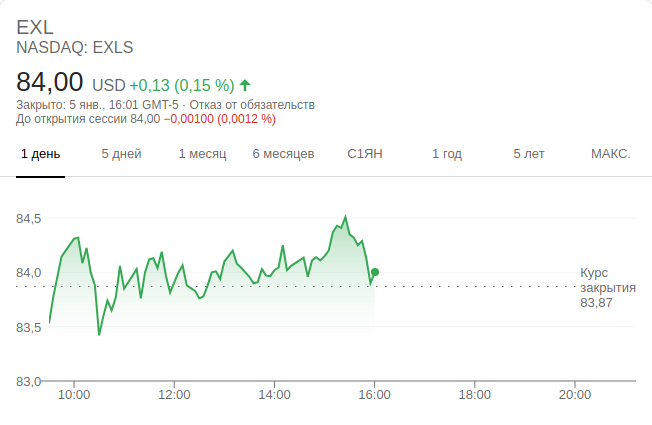 EXL
NASDAQ: EXLS
84,00 USD +0,13 (0,15 %)
Закрыто: 5 янв., 16:01 GMT-5 · Отказ от обязательств
До открытия сессии 84,00 −0,00100 (0,0012 %)
1 день 5 дней 1 месяц 6 месяцев С1ЯН 1 год 5 лет МАКС.
84,5
84,0
Курс
закрытия
83,87
83,5
83,0
10:00 12:00 14:00 16:00 18:00 20:00